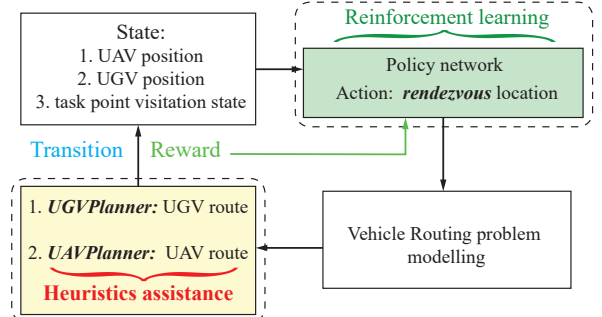 Reinforcement learning
State:
1. UAV position
2. UGV position
3. task point visitation state
Policy network
Action: rendezvous location
Transition
Reward
1. UGVPlanner: UGV route
2. UAVPlanner: UAV route
Heuristics assistance
Vehicle Routing problem
modelling